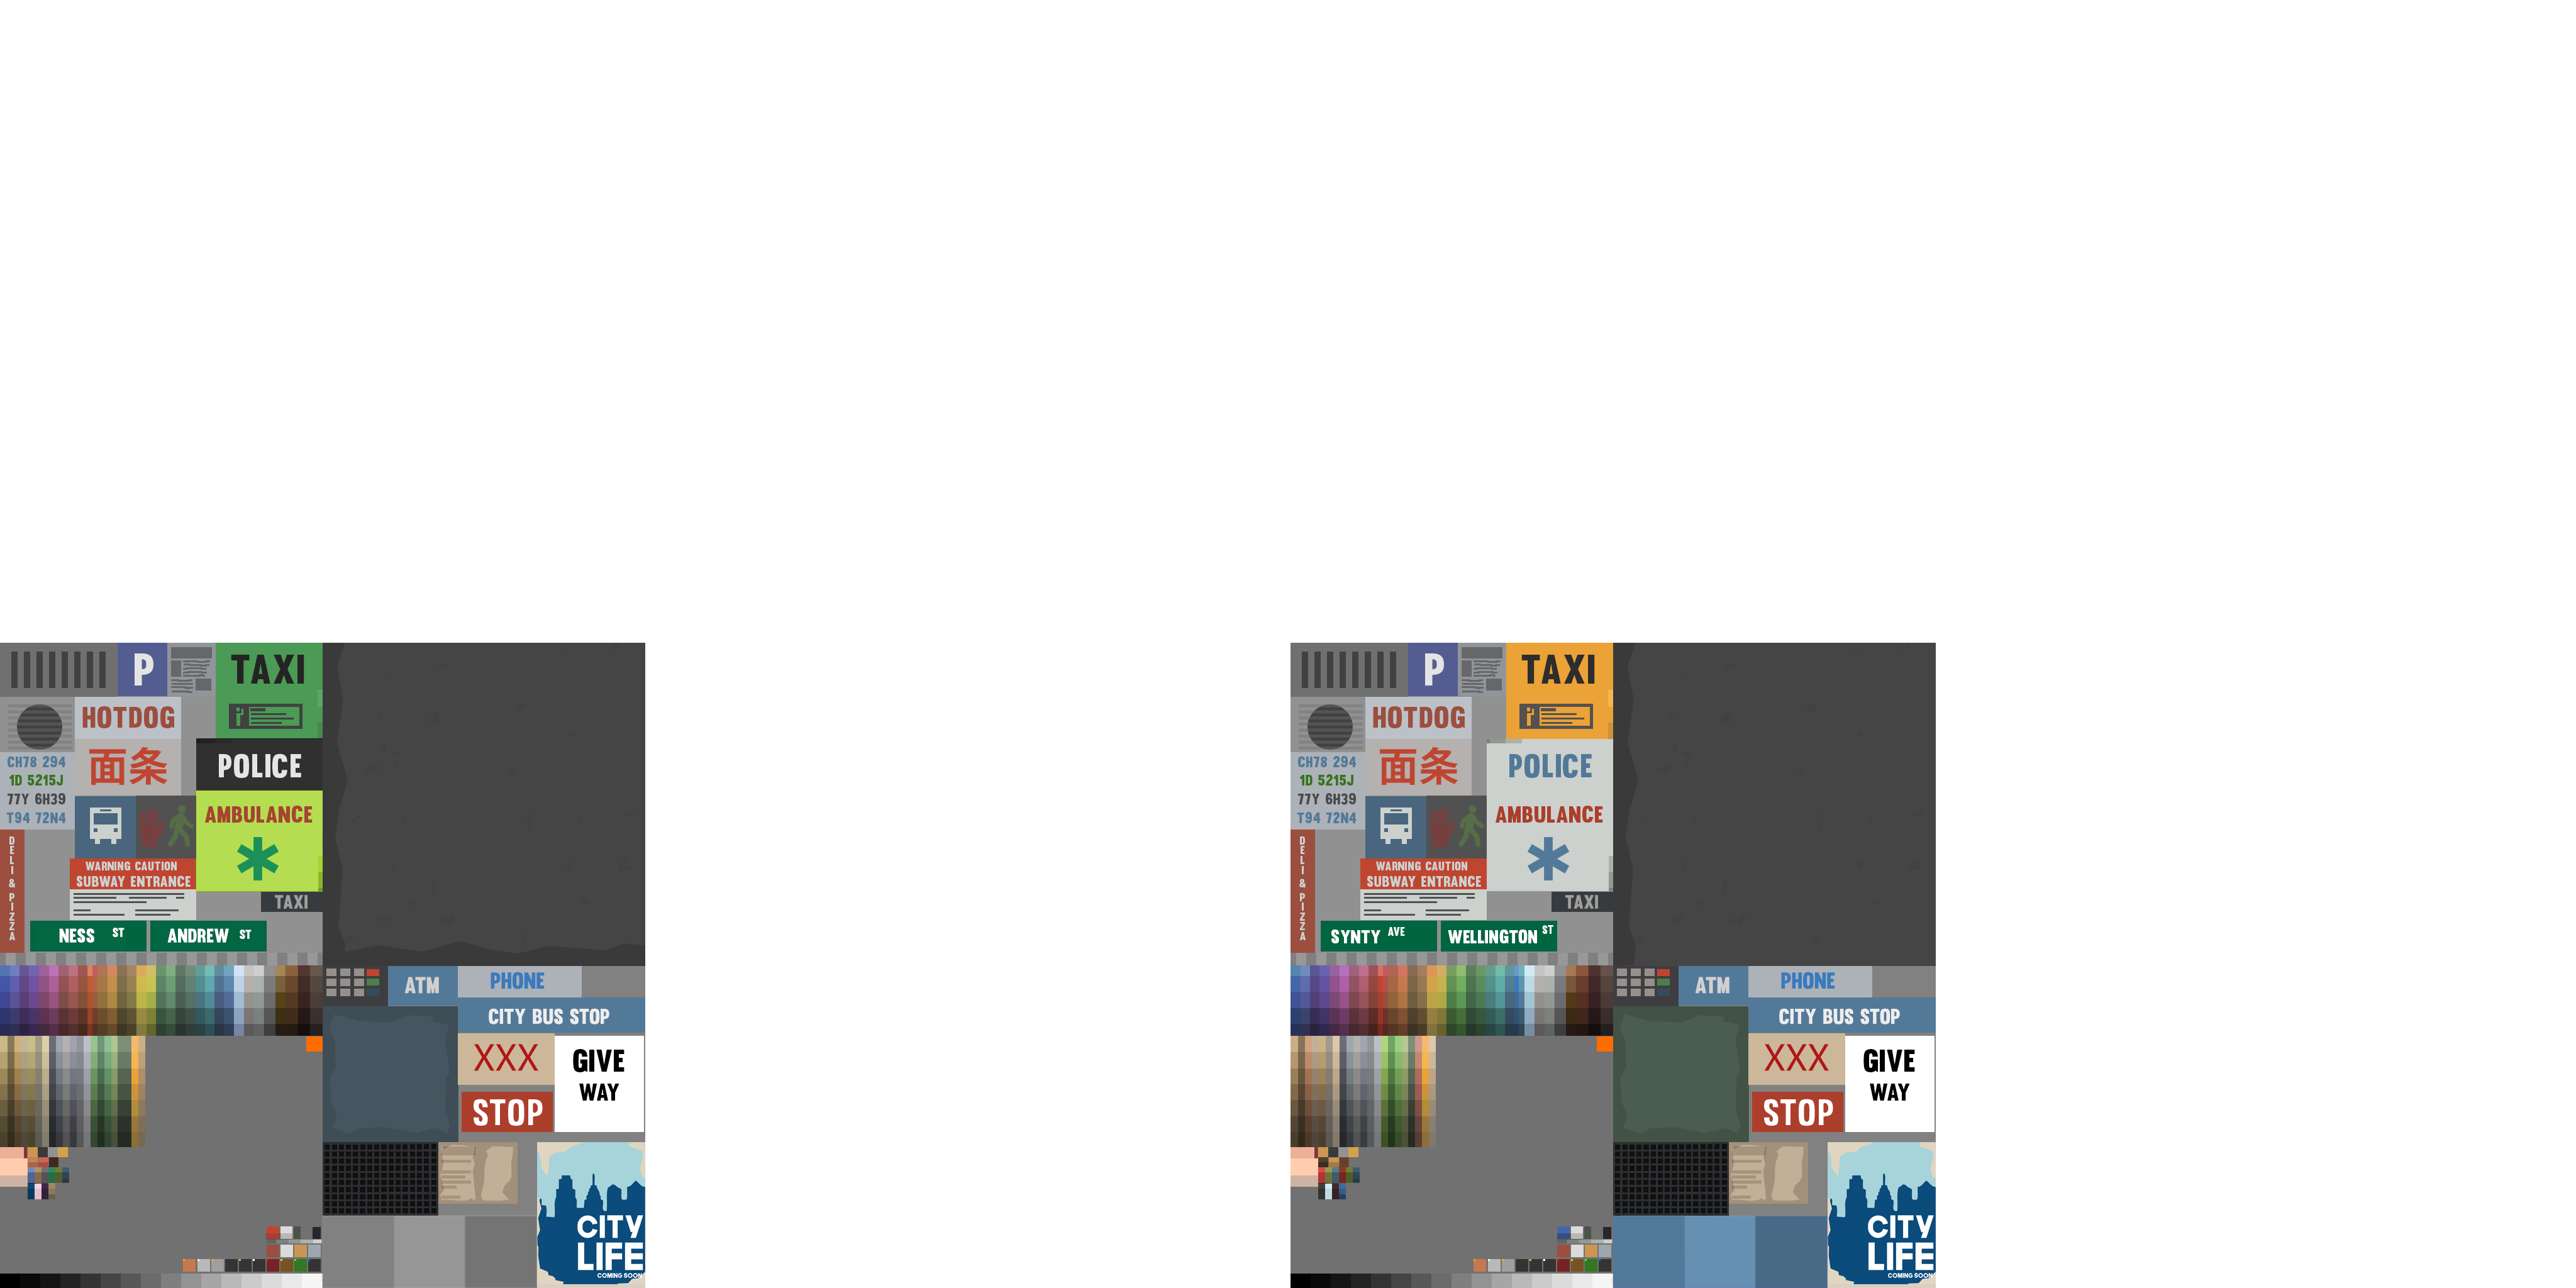 P
TAXI
HOTDOG
面条
POLICE
CH78 294
1D 5215J
77Y 6H39
T94 72N4
AMBULANCE
DELI & PIZZA
WARNING CAUTION
SUBWAY ENTRANCE
TAXI
NESS ST
ANDREW ST
ATM
PHONE
CITY BUS STOP
XXX
GIVE
WAY
STOP
CITY
LIFE
COMING SOON
P
TAXI
HOTDOG
面条
POLICE
CH78 294
1D 5215J
77Y 6H39
T94 72N4
AMBULANCE
DELI & PIZZA
WARNING CAUTION
SUBWAY ENTRANCE
TAXI
SYNTY AVE
WELLINGTON ST
ATM
PHONE
CITY BUS STOP
XXX
GIVE
WAY
STOP
CITY
LIFE
COMING SOON